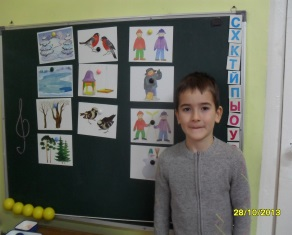 С
Х
К
Т
Й
П
Ы
О
У
28/10/2013